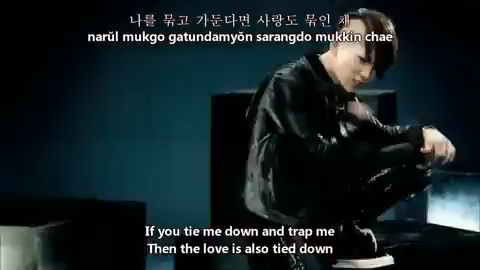 나를 묶고 가둔다면 사랑도 묶인 채
narŭl mukgo gatundamyŏn sarangdo mukkin chae
If you tie me down and trap me
Then the love is also tied down